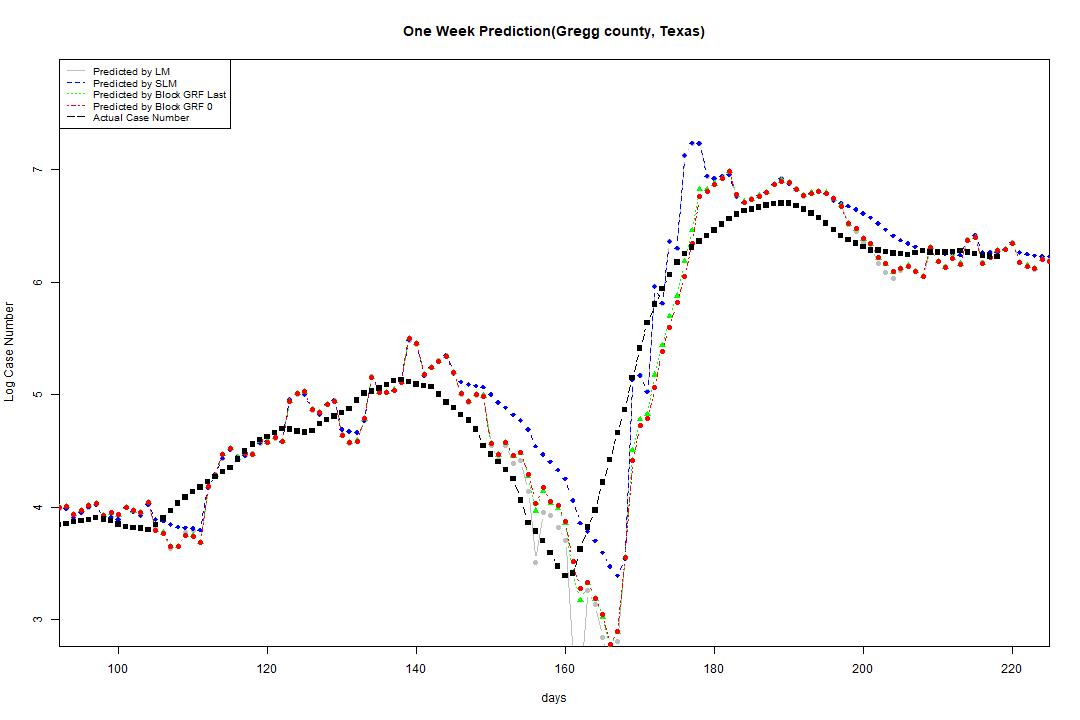 One Week Prediction(Gregg county, Texas)
Predicted by LM
Predicted by SLM
Predicted by Block GRF Last
Predicted by Block GRF 0
Actual Case Number
7
6
5
4
3
Log Case Number
100 120 140 160 180 200 220
days